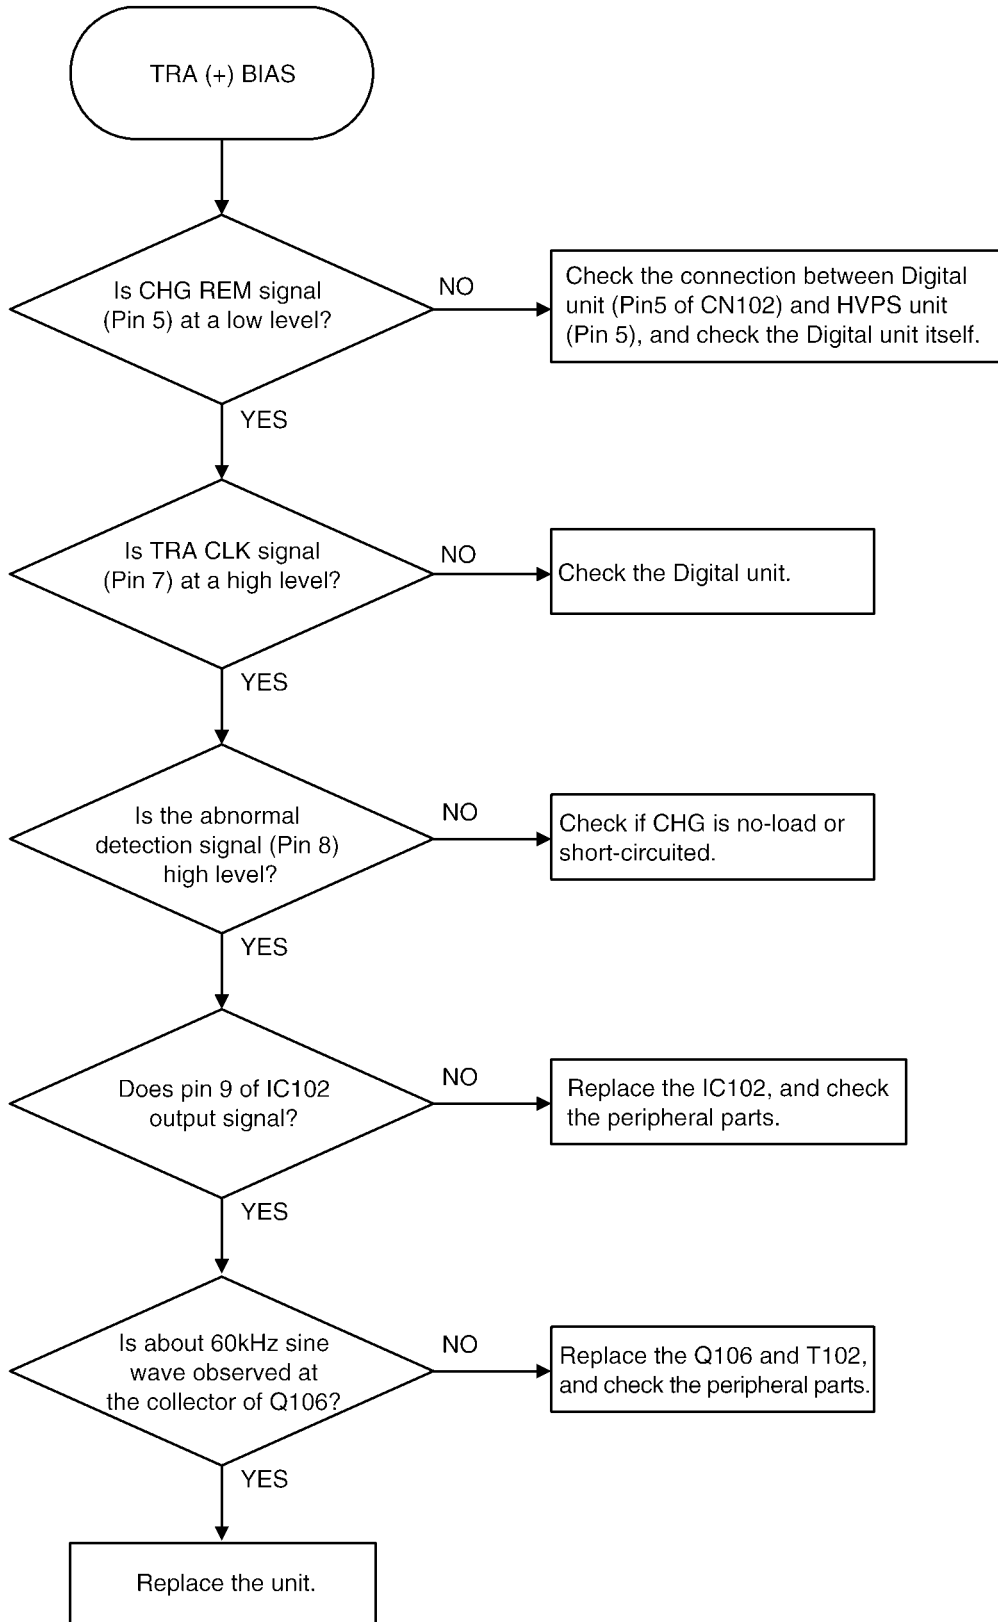 TRA (+) BIAS
Is CHG REM signal
(Pin 5) at a low level?
NO
Check the connection between Digital
unit (Pin5 of CN102) and HVPS unit
(Pin 5), and check the Digital unit itself.
YES
Is TRA CLK signal
(Pin 7) at a high level?
NO
Check the Digital unit.
YES
Is the abnormal
detection signal (Pin 8)
high level?
NO
Check if CHG is no-load or
short-circuited.
YES
Does pin 9 of IC102
output signal?
NO
Replace the IC102, and check
the peripheral parts.
YES
Is about 60kHz sine
wave observed at
the collector of Q106?
NO
Replace the Q106 and T102,
and check the peripheral parts.
YES
Replace the unit.